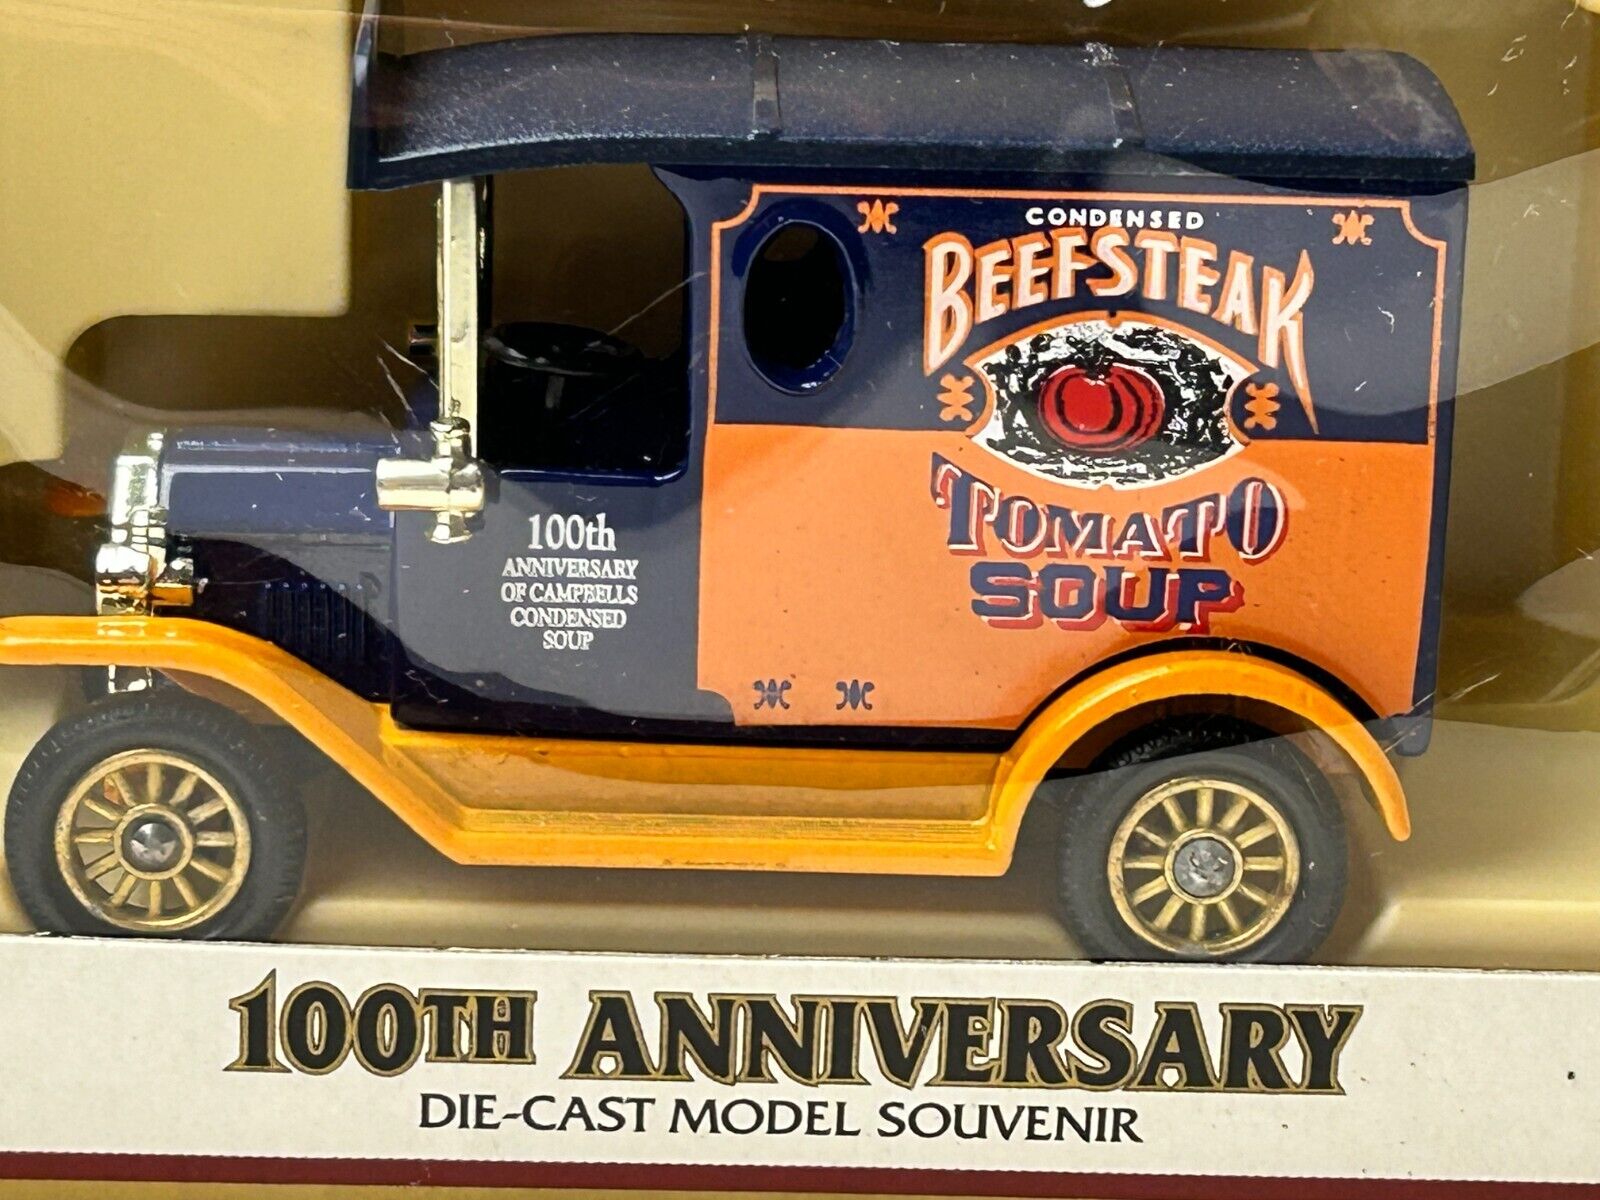 CONDENSED
BEEFSTEAK
TOMATO
SOUP
100th
ANNIVERSARY
OF CAMPBELLS
CONDENSED
SOUP
100TH ANNIVERSARY
DIE-CAST MODEL SOUVENIR